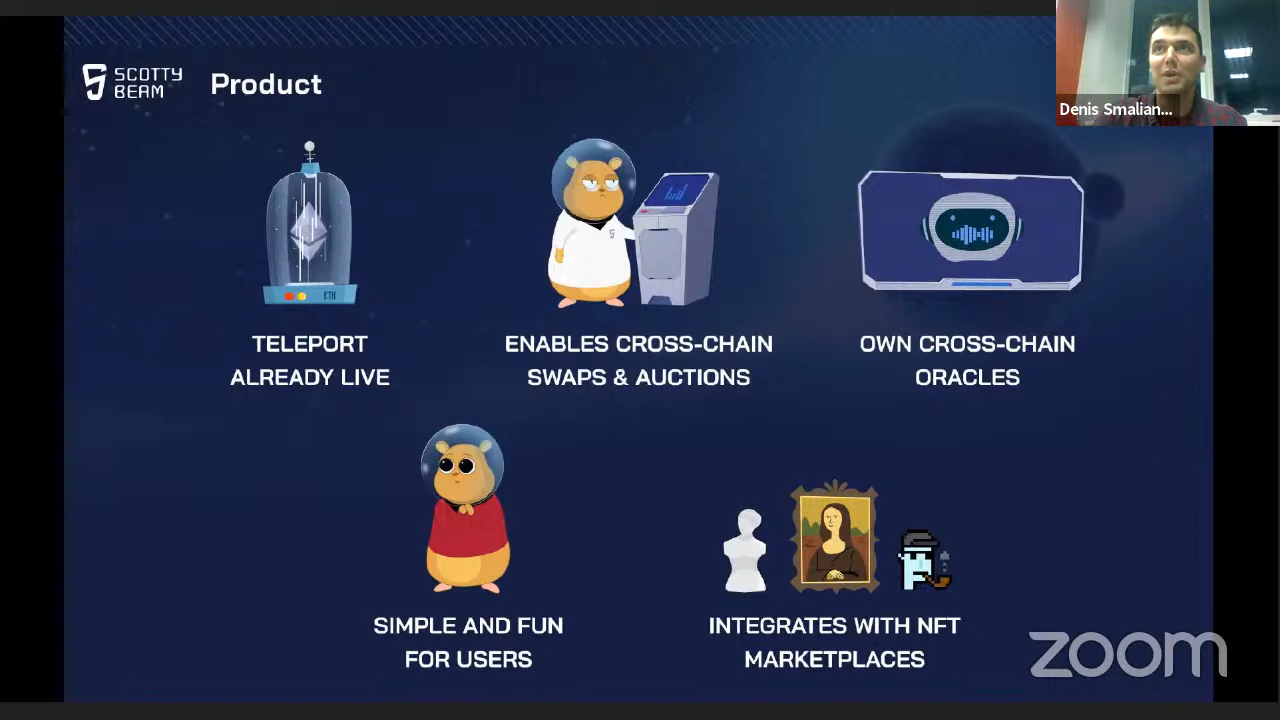 SCOTTY
BEAM
Product
Denis Smalian...
ETH
TELEPORT
ALREADY LIVE
ENABLES CROSS-CHAIN
SWAPS & AUCTIONS
OWN CROSS-CHAIN
ORACLES
SIMPLE AND FUN
FOR USERS
INTEGRATES WITH NFT
MARKETPLACES
zoom